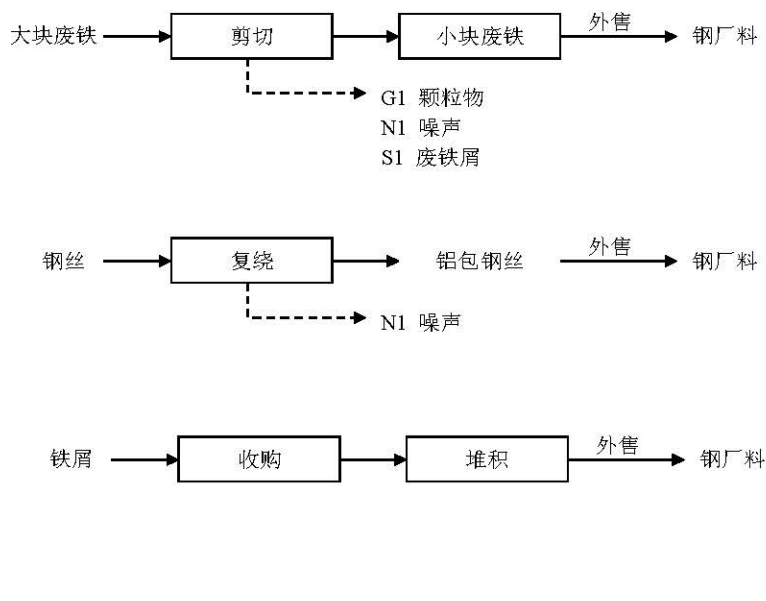 大块废铁 剪切 小块废铁 外售 钢厂料
G1 颗粒物
N1 噪声
S1 废铁屑
钢丝 复绕 铝包钢丝 外售 钢厂料
N1 噪声
铁屑 收购 堆积 外售 钢厂料